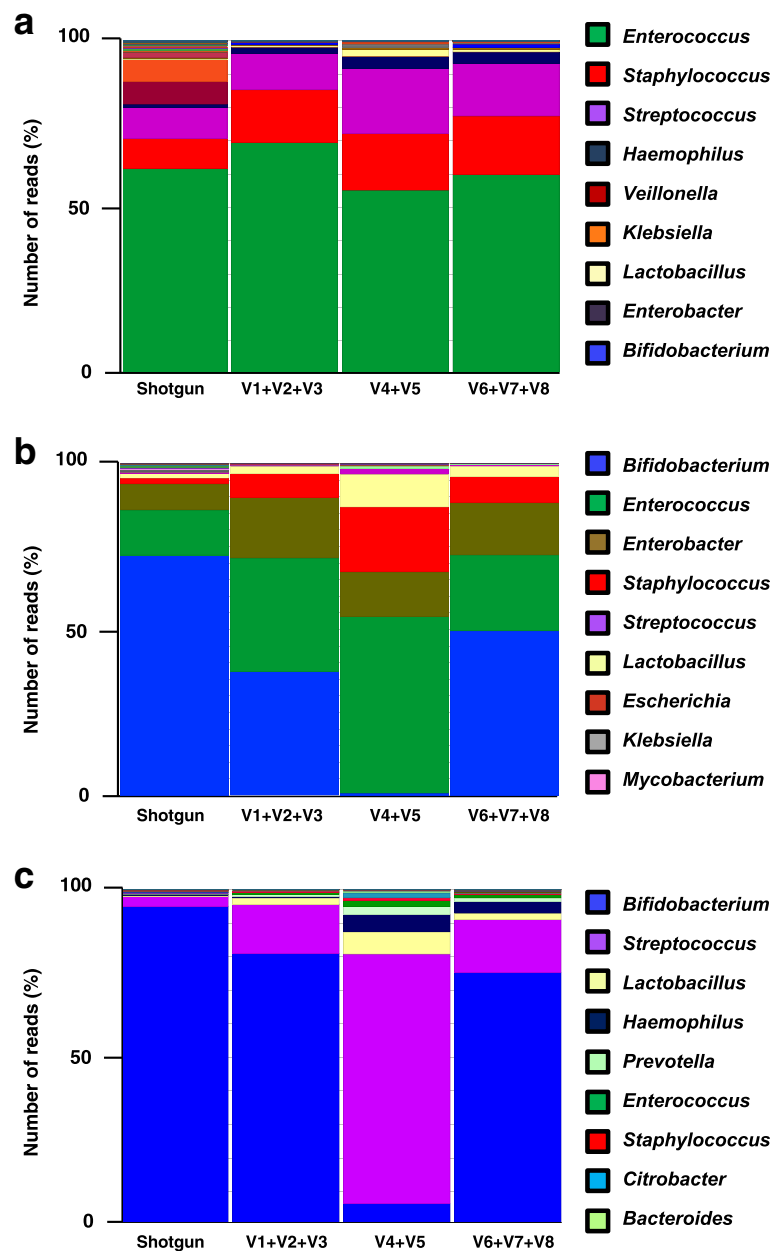 a
100
50
0
Number of reads (%)
Shotgun
V1+V2+V3
V4+V5
V6+V7+V8
Enterococcus
Staphylococcus
Streptococcus
Haemophilus
Veillonella
Klebsiella
Lactobacillus
Enterobacter
Bifidobacterium
b
100
50
0
Number of reads (%)
Shotgun
V1+V2+V3
V4+V5
V6+V7+V8
Bifidobacterium
Enterococcus
Enterobacter
Staphylococcus
Streptococcus
Lactobacillus
Escherichia
Klebsiella
Mycobacterium
c
100
50
0
Number of reads (%)
Shotgun
V1+V2+V3
V4+V5
V6+V7+V8
Bifidobacterium
Streptococcus
Lactobacillus
Haemophilus
Prevotella
Enterococcus
Staphylococcus
Citrobacter
Bacteroides